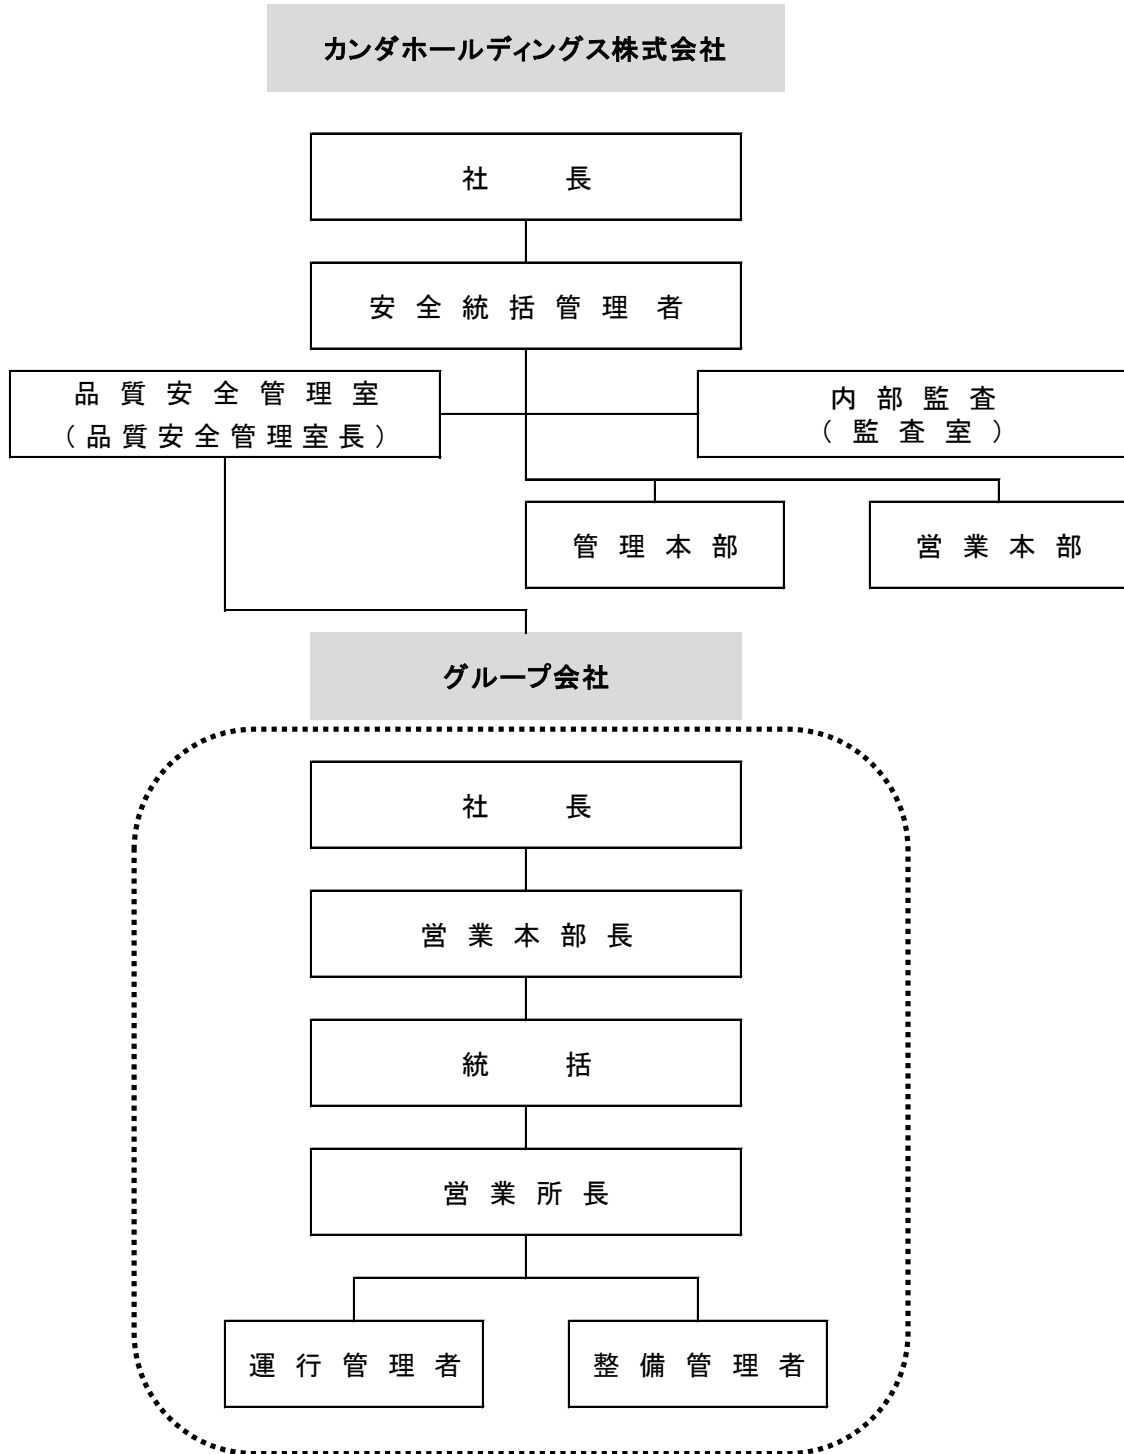 カンダホールディングス株式会社
社長
安全統括管理者
品質安全管理室
（品質安全管理室長）
内部監査
（監査室）
管理本部
営業本部
グループ会社
社長
営業本部長
統括
営業所長
運行管理者
整備管理者